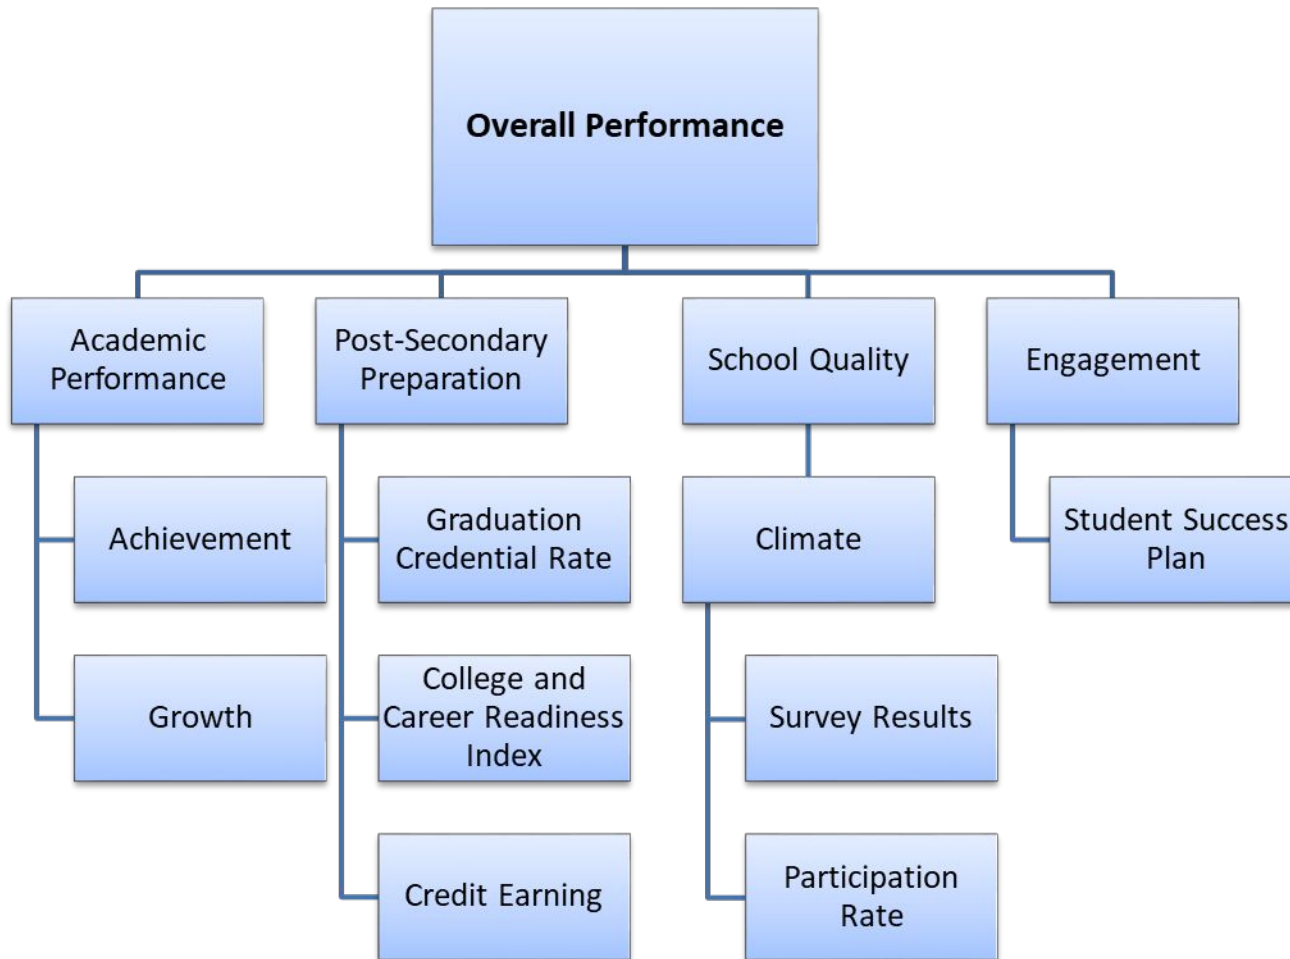 Overall Performance
Academic
Performance
Post-Secondary
Preparation
School Quality
Engagement
Achievement
Graduation
Credential Rate
Climate
Student Success
Plan
Growth
College and
Career Readiness
Index
Survey Results
Credit Earning
Participation
Rate